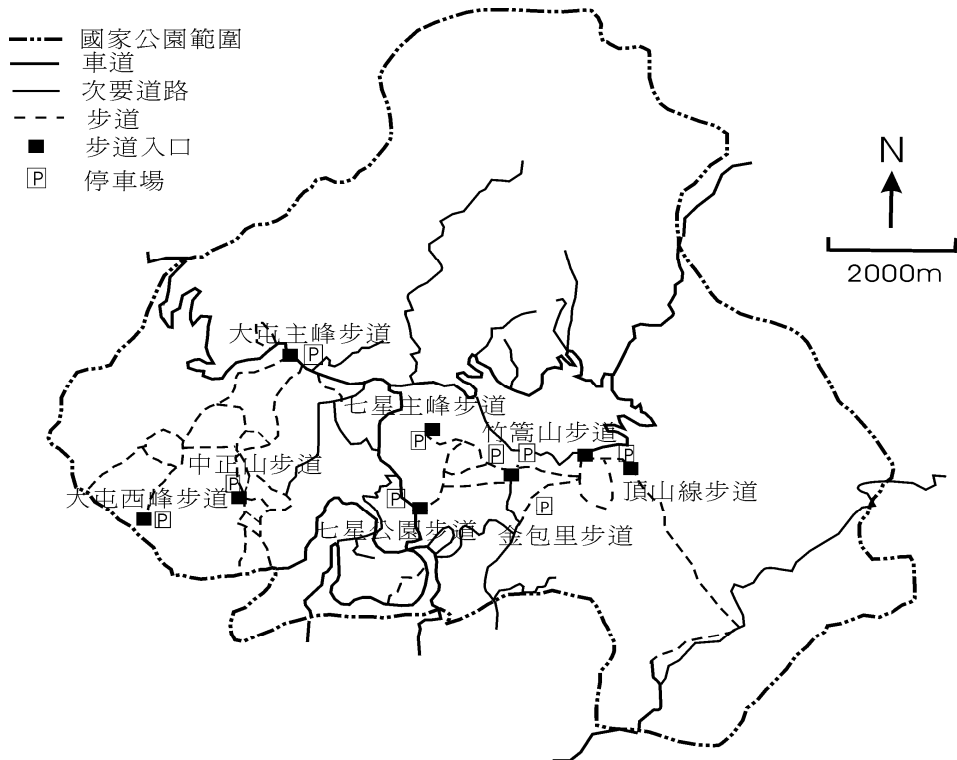 國家公園範圍
車道
次要道路
步道
步道入口
P 停車場
N
2000m
大屯主峰步道
P
七星主峰步道
P
竹篙山步道
P
P
P
中正山步道
P
頂山線步道
大屯西峰步道
P
P
七星公園步道
P
金包里步道